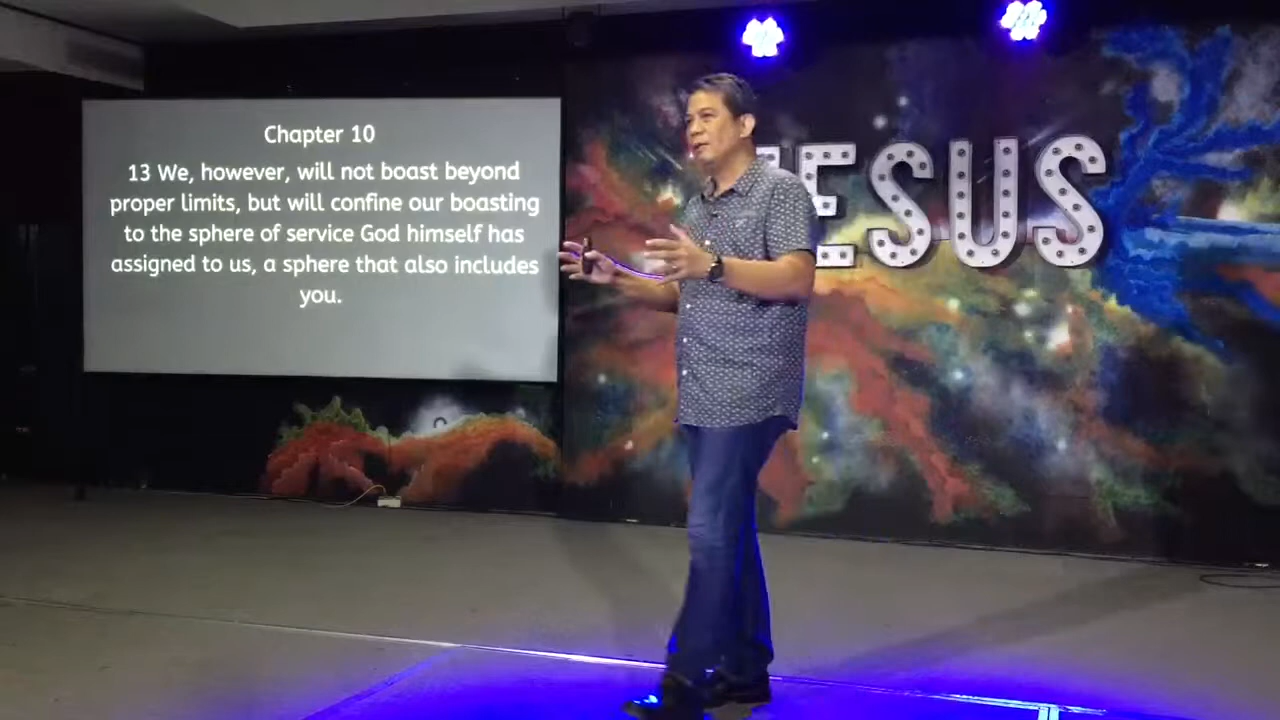 Chapter 10
13 We, however, will not boast beyond
proper limits, but will confine our boasting
to the sphere of service God himself has
assigned to us, a sphere that also includes
you.
JESUS